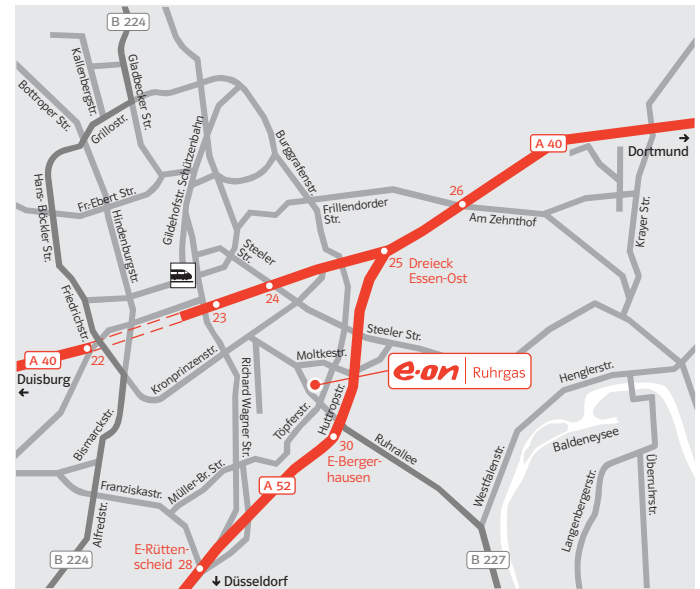 B 224
Kallenbergstr.
Gladbecker Str.
Bottroper Str.
Grillostr.
Hans- Böckler Str.
Fr-Ebert Str.
Hindenburgstr.
Gildehofstr. Schützenbahn
Burggrafenstr.
Frillendorder
Str.
A 40
Dortmund
→
26
Am Zehnthof
Krayer Str.
25 Dreieck
Essen-Ost
Steeler
Str.
24
23
Friedrichstr.
22
A 40
Duisburg
←
Kronprinzenstr.
Steeler Str.
Moltkestr.
e·on Ruhrgas
Henglerstr.
Richard Wagner Str.
Huttropstr.
Töpferstr.
Ruhrallee
30
E-Berger-
hausen
Bismarckstr.
Müller-Br. Str.
Franziskastr.
A 52
Alfredstr.
Westfalenstr.
Baldeneysee
Langenbergerstr.
Überruhrstr.
E-Rütten-
scheid 28
B 224
B 227
↓ Düsseldorf